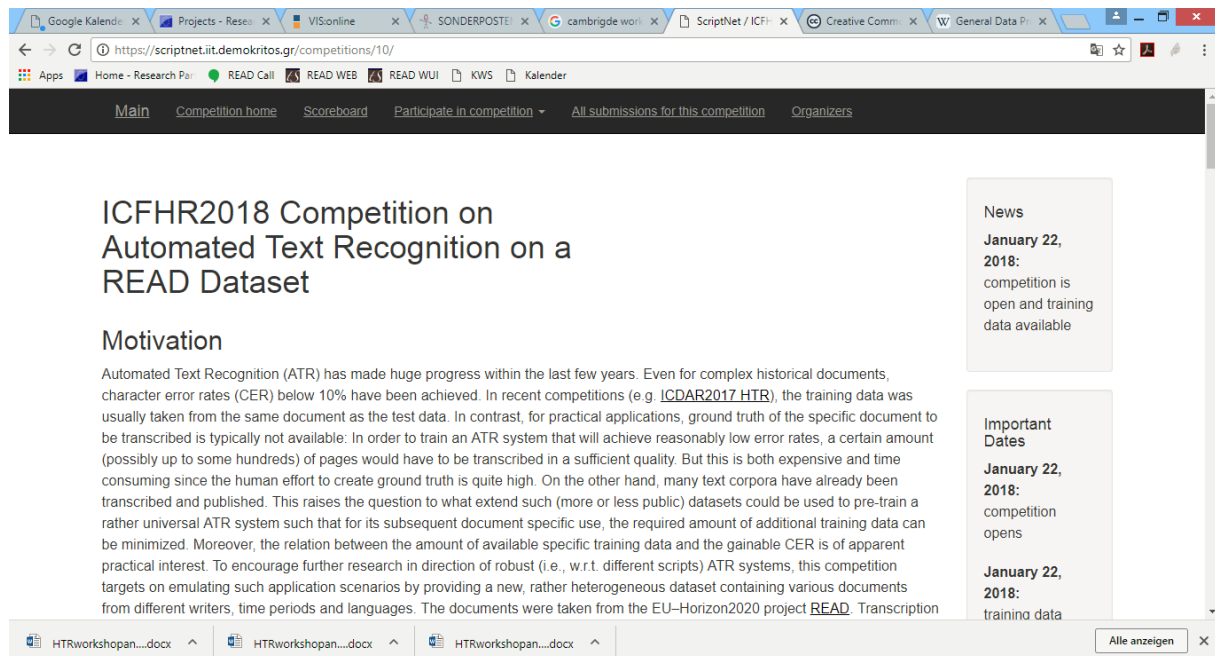 Google Kalende
Projects - Resea
VIS:online
SONDERPOSTE
cambrigde work
ScriptNet / ICFH
Creative Comm
General Data Pr
https://scriptnet.iit.demokritos.gr/competitions/10/
Apps Home - Research Par READ Call READ WEB READ WUI KWS Kalender
Main Competition home Scoreboard Participate in competition All submissions for this competition Organizers
ICFHR2018 Competition on
Automated Text Recognition on a
READ Dataset
Motivation
Automated Text Recognition (ATR) has made huge progress within the last few years. Even for complex historical documents,
character error rates (CER) below 10% have been achieved. In recent competitions (e.g. ICDAR2017 HTR), the training data was
usually taken from the same document as the test data. In contrast, for practical applications, ground truth of the specific document to
be transcribed is typically not available: In order to train an ATR system that will achieve reasonably low error rates, a certain amount
(possibly up to some hundreds) of pages would have to be transcribed in a sufficient quality. But this is both expensive and time
consuming since the human effort to create ground truth is quite high. On the other hand, many text corpora have already been
transcribed and published. This raises the question to what extend such (more or less public) datasets could be used to pre-train a
rather universal ATR system such that for its subsequent document specific use, the required amount of additional training data can
be minimized. Moreover, the relation between the amount of available specific training data and the gainable CER is of apparent
practical interest. To encourage further research in direction of robust (i.e., w.r.t. different scripts) ATR systems, this competition
targets on emulating such application scenarios by providing a new, rather heterogeneous dataset containing various documents
from different writers, time periods and languages. The documents were taken from the EU–Horizon2020 project READ. Transcription
News
January 22,
2018:
competition is
open and training
data available
Important
Dates
January 22,
2018:
competition
opens
January 22,
2018:
training data
HTRworkshopan....docx HTRworkshopan....docx HTRworkshopan....docx Alle anzeigen